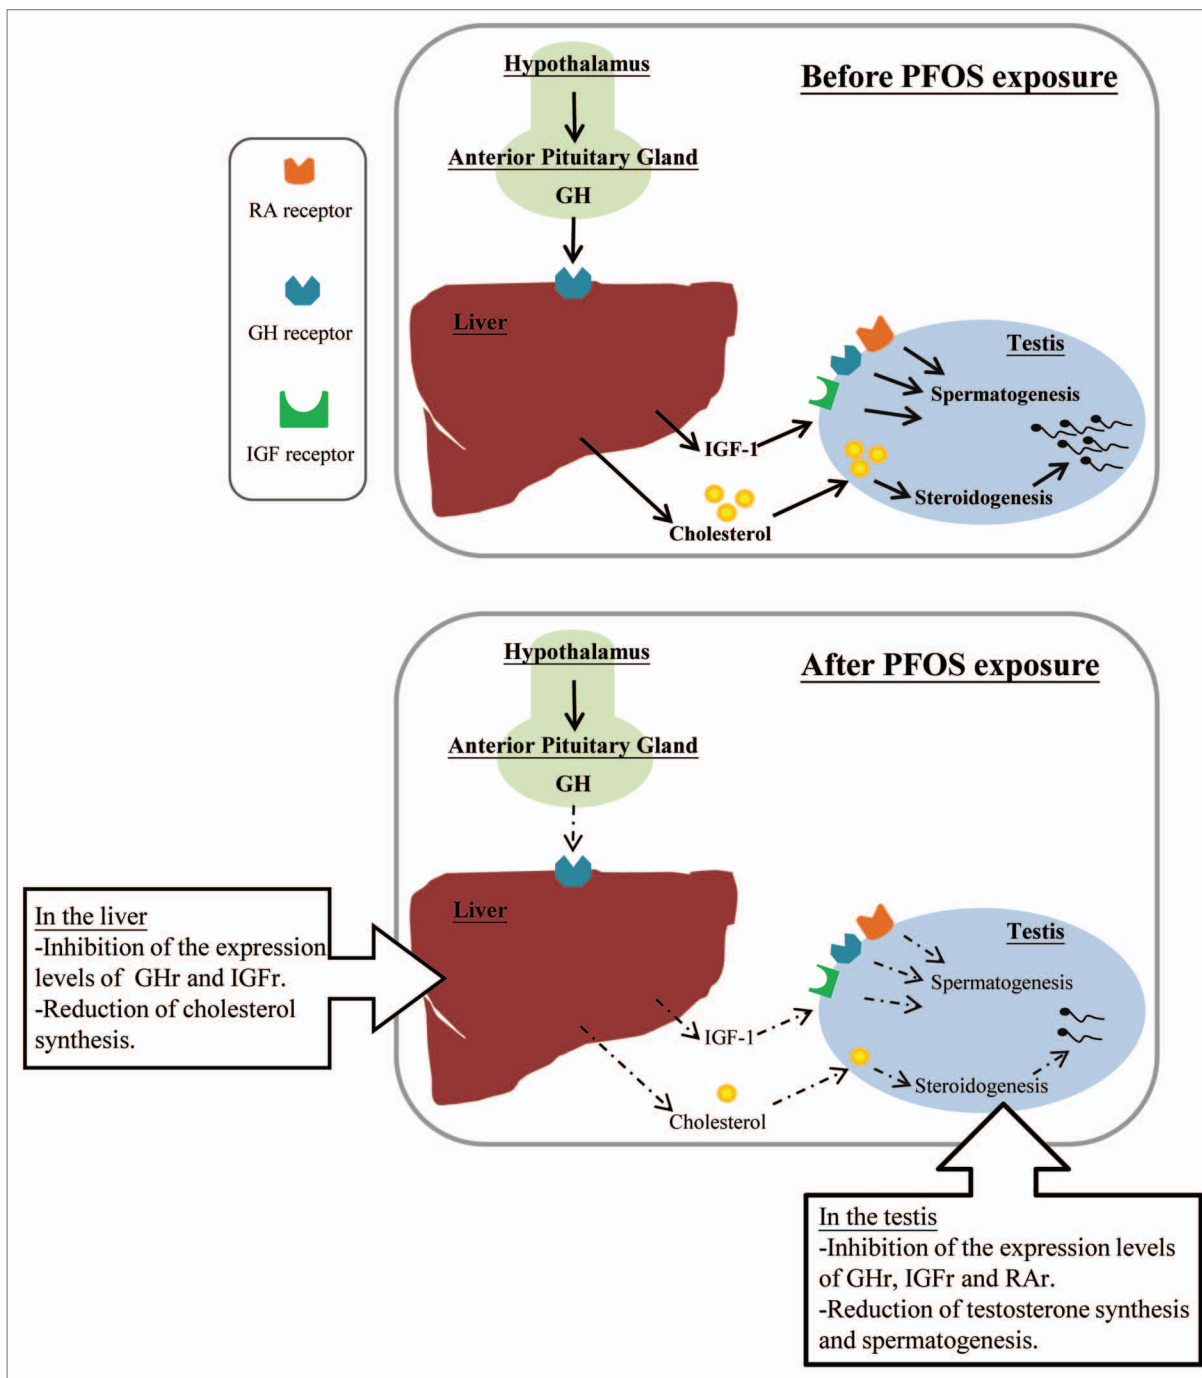 Hypothalamus
Before PFOS exposure
Anterior Pituitary Gland
GH
RA receptor
GH receptor
IGF receptor
Liver
Testis
Spermatogenesis
IGF-1
Steroidogenesis
Cholesterol
Hypothalamus
After PFOS exposure
Anterior Pituitary Gland
GH
In the liver
-Inhibition of the expression
levels of GHr and IGFr.
-Reduction of cholesterol
synthesis.
Liver
Testis
Spermatogenesis
IGF-1
Steroidogenesis
Cholesterol
In the testis
-Inhibition of the expression levels
of GHr, IGFr and RAr.
-Reduction of testosterone synthesis
and spermatogenesis.